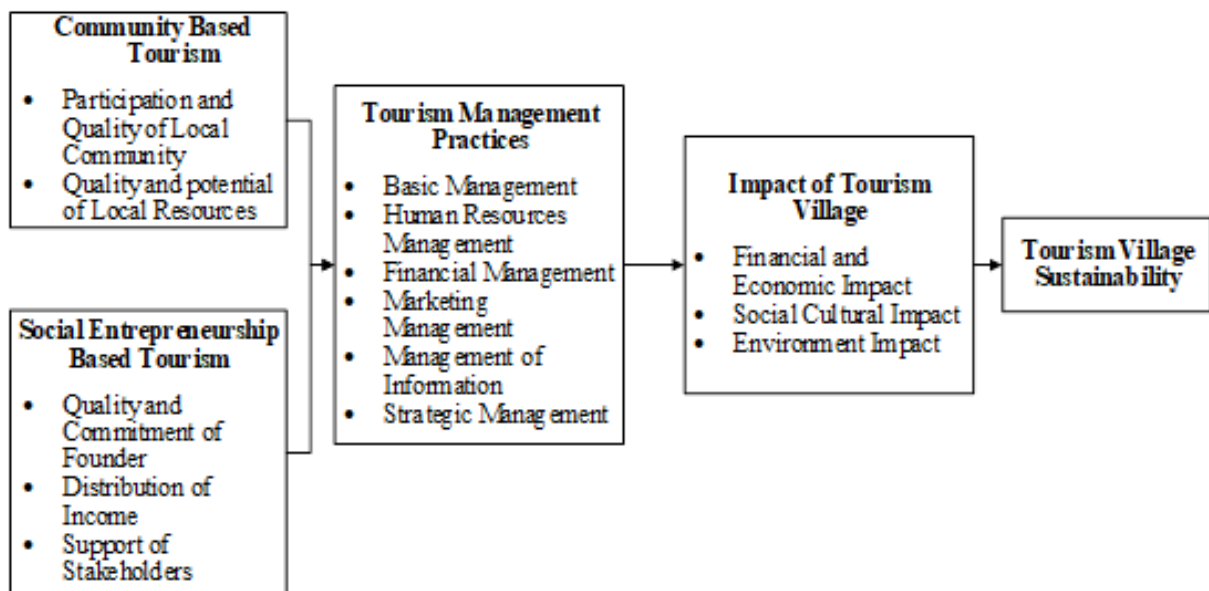 Community Based
Tourism
• Participation and
Quality of Local
Community
• Quality and potential
of Local Resources
Social Entrepreneurship
Based Tourism
• Quality and
Commitment of
Founder
• Distribution of
Income
• Support of
Stakeholders
Tourism Management
Practices
• Basic Management
• Human Resources
Management
• Financial Management
• Marketing
Management
• Management of
Information
• Strategic Management
Impact of Tourism
Village
• Financial and
Economic Impact
• Social Cultural Impact
• Environment Impact
Tourism Village
Sustainability